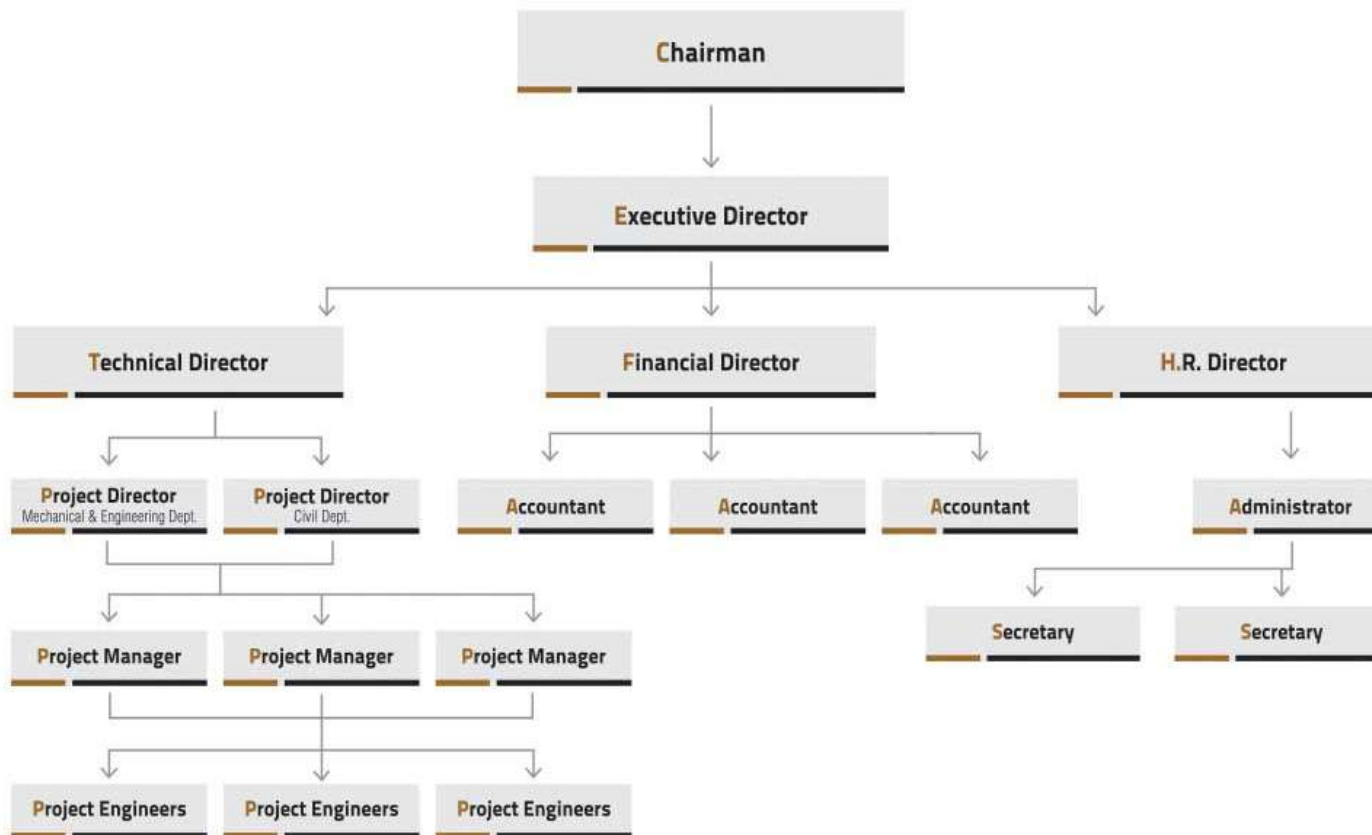 Chairman
Executive Director
Technical Director
Financial Director
H.R. Director
Project Director
Mechanical & Engineering Dept.
Project Director
Civil Dept.
Accountant
Accountant
Accountant
Administrator
Secretary
Secretary
Project Manager
Project Manager
Project Manager
Project Engineers
Project Engineers
Project Engineers